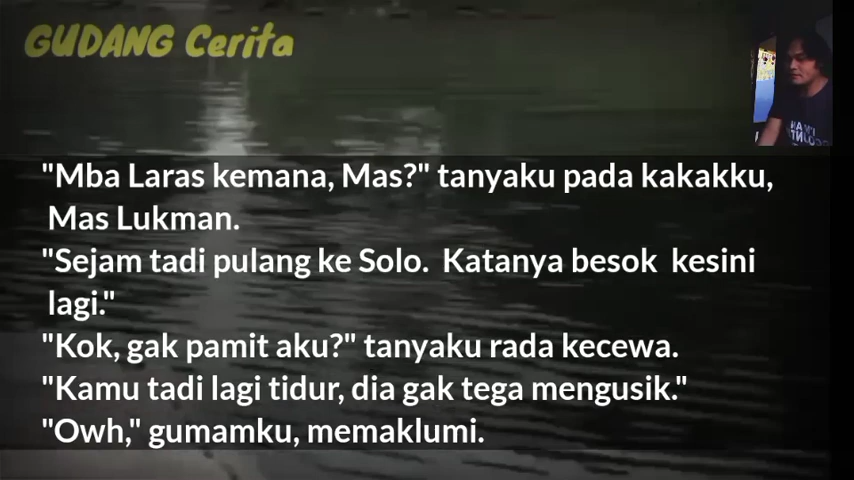 GUDANG Cerita
"Mba Laras kemana, Mas?" tanyaku pada kakakku,
Mas Lukman.
"Sejam tadi pulang ke Solo.  Katanya besok  kesini
lagi."
"Kok, gak pamit aku?" tanyaku rada kecewa.
"Kamu tadi lagi tidur, dia gak tega mengusik."
"Owh," gumamku, memaklumi.